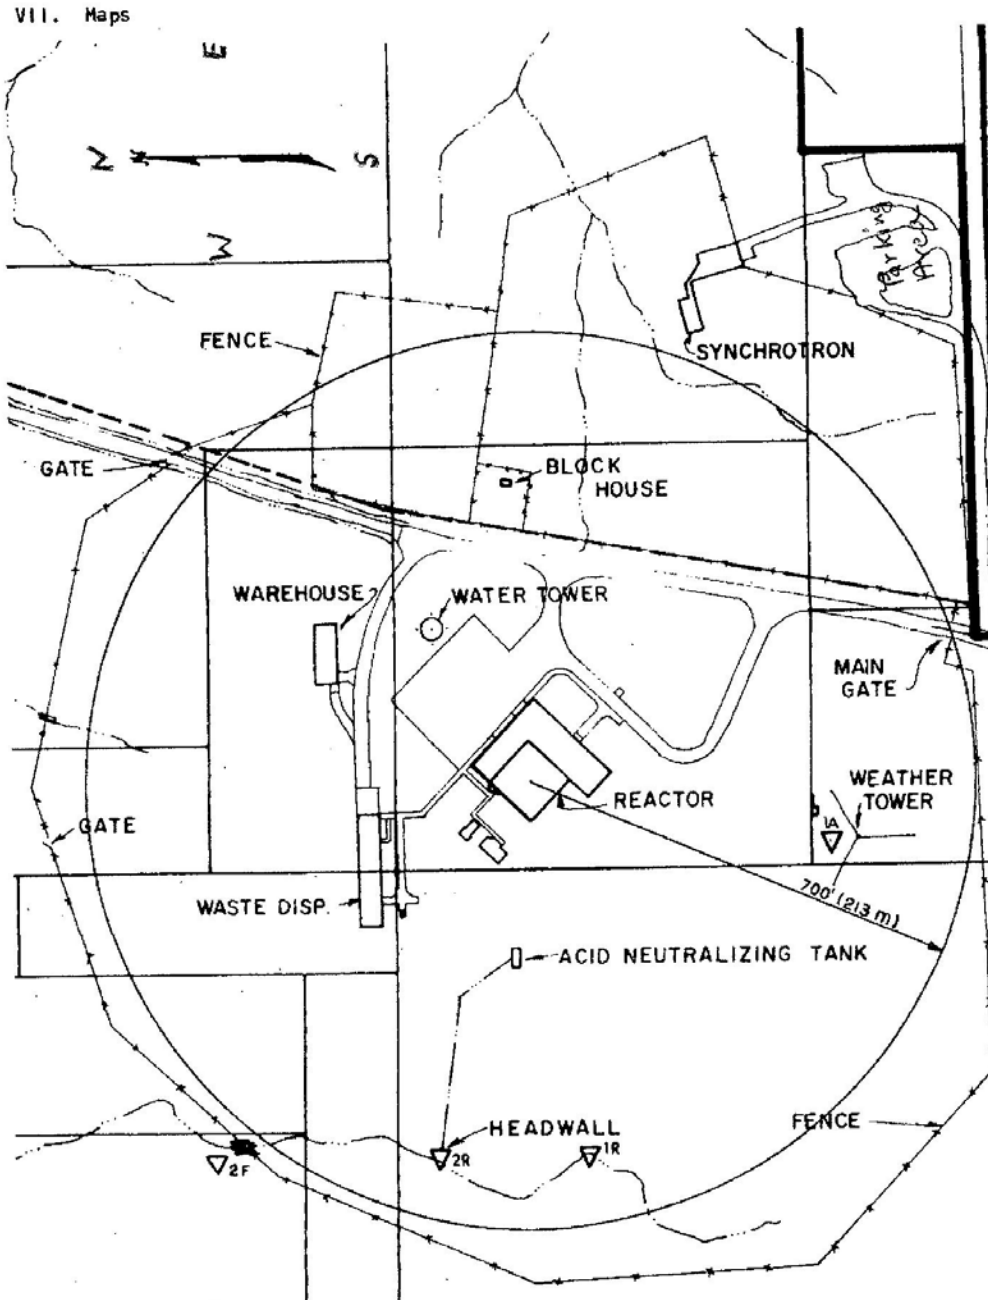 VII. Maps
E
N
S
W
Parking
Area
FENCE
SYNCHROTRON
GATE
BLOCK
HOUSE
WAREHOUSE
WATER TOWER
MAIN
GATE
WEATHER
TOWER
REACTOR
1A
GATE
700' (213 m)
WASTE DISP.
ACID NEUTRALIZING TANK
HEADWALL
FENCE
2F
2R
1R